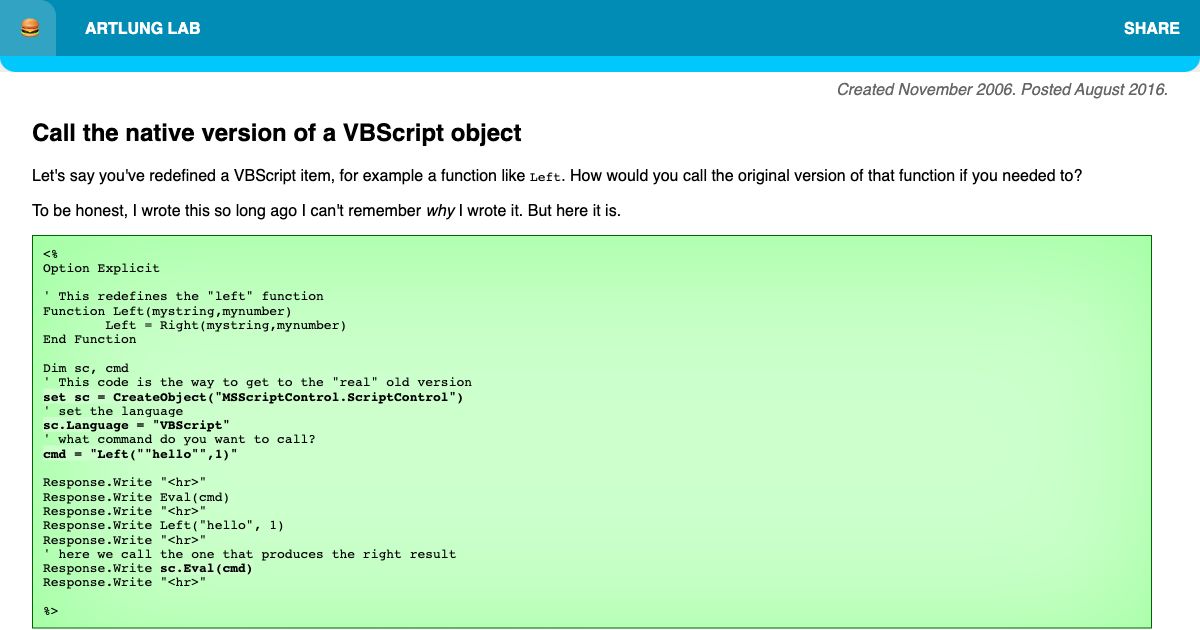 ARTLUNG LAB
SHARE
Created November 2006. Posted August 2016.
Call the native version of a VBScript object
Let's say you've redefined a VBScript item, for example a function like Left. How would you call the original version of that function if you needed to?
To be honest, I wrote this so long ago I can't remember why I wrote it. But here it is.
<%
Option Explicit
' This redefines the "left" function
Function Left(mystring,mynumber)
        Left = Right(mystring,mynumber)
End Function
Dim sc, cmd
' This code is the way to get to the "real" old version
set sc = CreateObject("MSScriptControl.ScriptControl")
' set the language
sc.Language = "VBScript"
' what command do you want to call?
cmd = "Left(""hello"",1)"
Response.Write "<hr>"
Response.Write Eval(cmd)
Response.Write "<hr>"
Response.Write Left("hello", 1)
Response.Write "<hr>"
' here we call the one that produces the right result
Response.Write sc.Eval(cmd)
Response.Write "<hr>"
%>